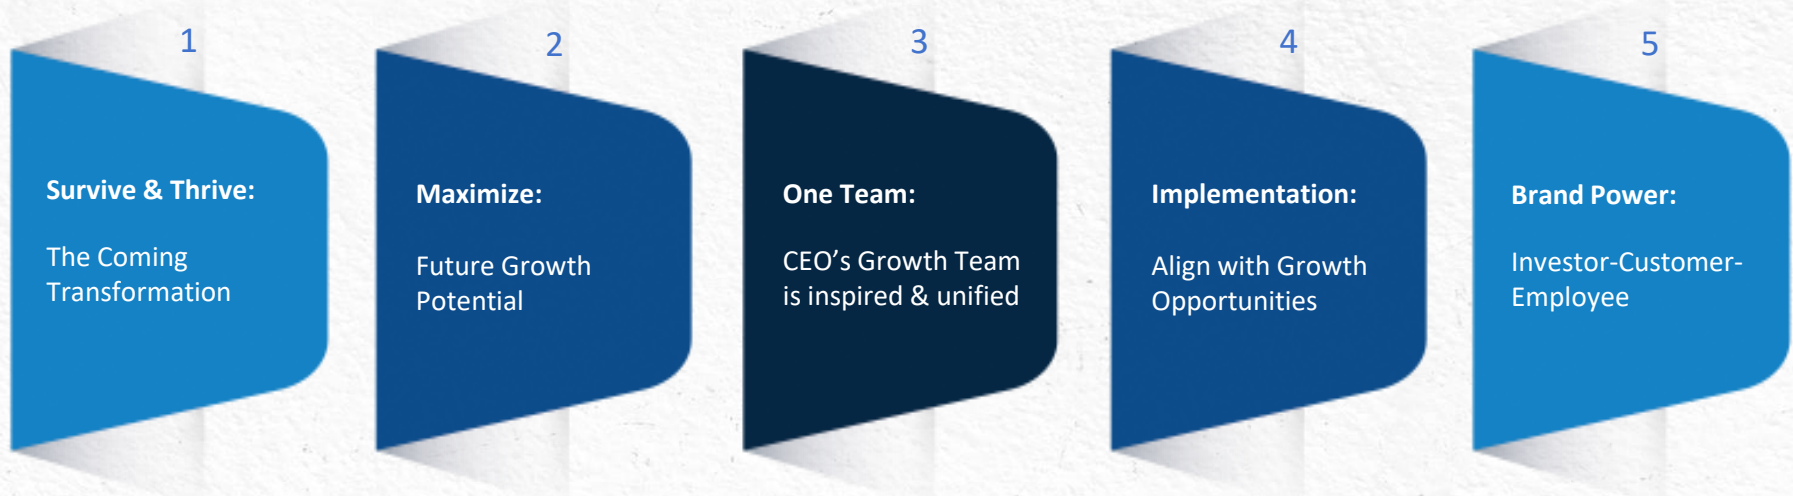 1
Survive & Thrive:
The Coming
Transformation
2
Maximize:
Future Growth
Potential
3
One Team:
CEO’s Growth Team
is inspired & unified
4
Implementation:
Align with Growth
Opportunities
5
Brand Power:
Investor-Customer-
Employee